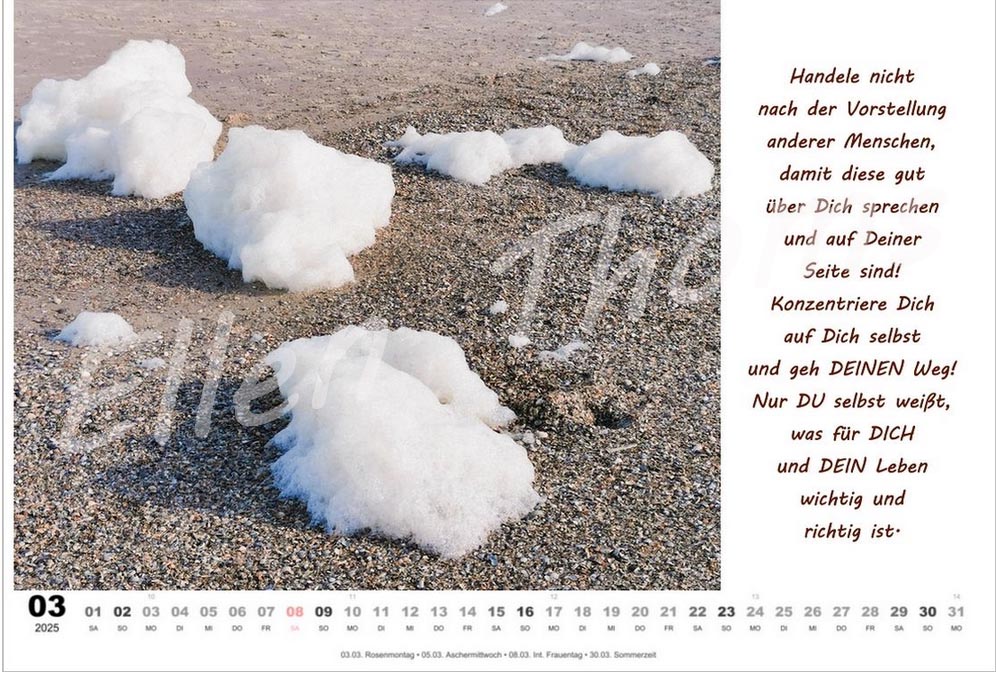 Handele nicht
nach der Vorstellung
anderer Menschen,
damit diese gut
über Dich sprechen
und auf Deiner
Seite sind!
Konzentriere Dich
auf Dich selbst
und geh DEINEN Weg!
Nur DU selbst weißt,
was für DICH
und DEIN Leben
wichtig und
richtig ist.
Ellen Thoms
10 11 12 13 14
03 01 02 03 04 05 06 07 08 09 10 11 12 13 14 15 16 17 18 19 20 21 22 23 24 25 26 27 28 29 30 31
2025 SA SO MO DI MI DO FR SA SO MO DI MI DO FR SA SO MO DI MI DO FR SA SO MO DI MI DO FR SA SO MO
03.03. Rosenmontag • 05.03. Aschermittwoch • 08.03. Int. Frauentag • 30.03. Sommerzeit